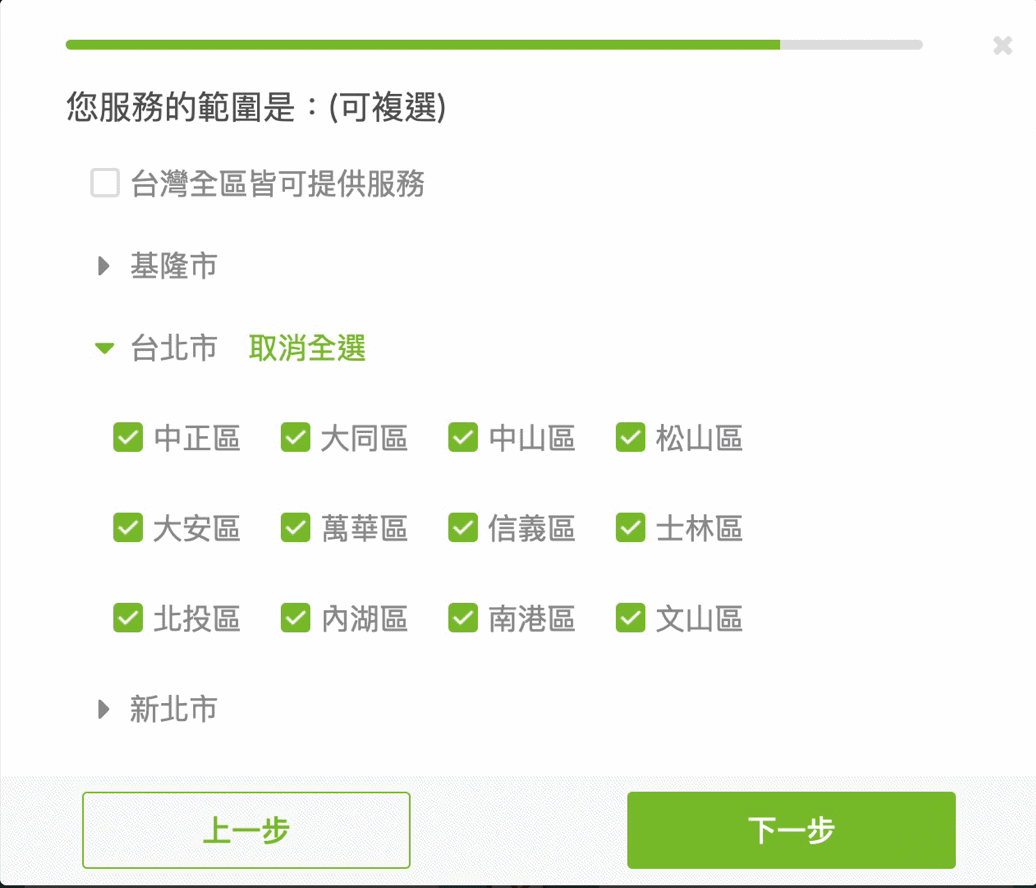 您服務的範圍是：(可複選)
台灣全區皆可提供服務
基隆市
台北市 取消全選
中正區 大同區 中山區 松山區
大安區 萬華區 信義區 士林區
北投區 內湖區 南港區 文山區
新北市
上一步 下一步